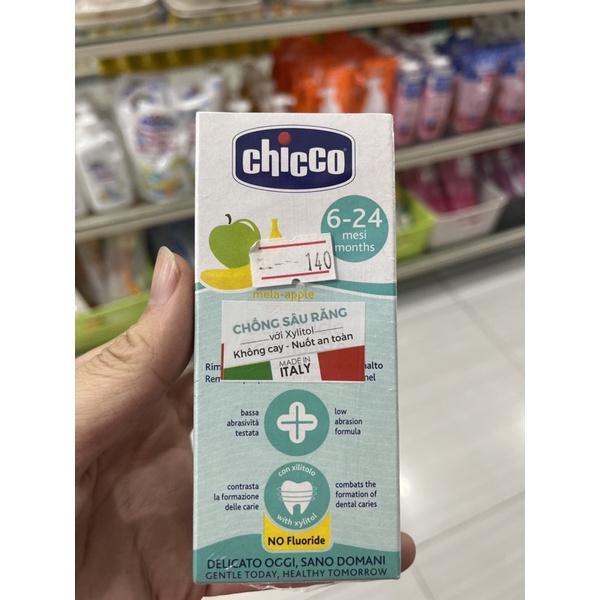 chicco
6-24
mesi
months
140
mela-apple
CHỐNG SÂU RĂNG
với Xylitol
Không cay - Nuốt an toàn
MADE IN
ITALY
bassa
abrasività
testata
low
abrasion
formula
contrasta
la formazione
delle carie
con xilitolo
with xylitol
combats the
formation of
dental caries
NO Fluoride
DELICATO OGGI, SANO DOMANI
GENTLE TODAY, HEALTHY TOMORROW